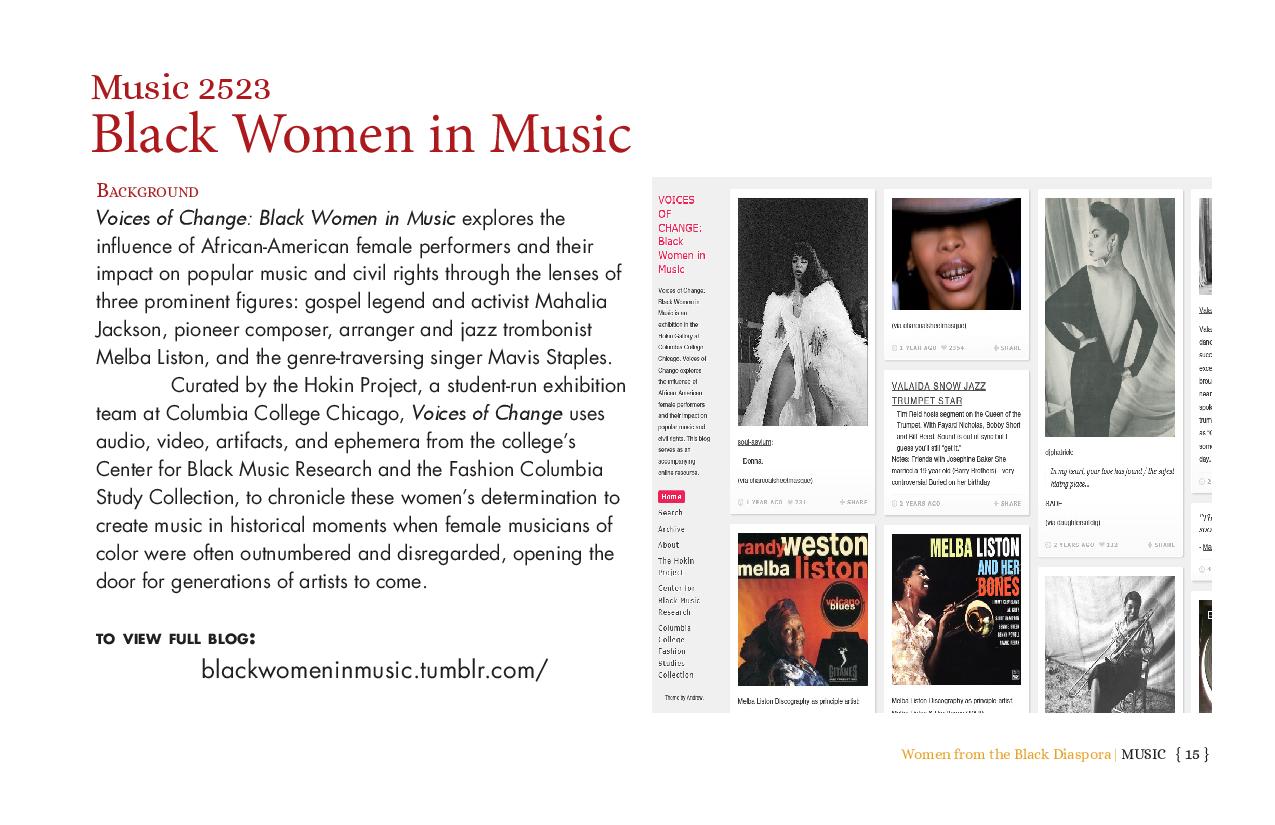 Music 2523
Black Women in Music
Background
Voices of Change: Black Women in Music explores the
influence of African-American female performers and their
impact on popular music and civil rights through the lenses of
three prominent figures: gospel legend and activist Mahalia
Jackson, pioneer composer, arranger and jazz trombonist
Melba Liston, and the genre-traversing singer Mavis Staples.
Curated by the Hokin Project, a student-run exhibition
team at Columbia College Chicago, Voices of Change uses
audio, video, artifacts, and ephemera from the college’s
Center for Black Music Research and the Fashion Columbia
Study Collection, to chronicle these women’s determination to
create music in historical moments when female musicians of
color were often outnumbered and disregarded, opening the
door for generations of artists to come.
to view full blog:
blackwomeninmusic.tumblr.com/
VOICES
OF
CHANGE:
Black
Women in
Music
Voices of Change:
Black Women in
Music is an
exhibition in the
Hokin Gallery at
Columbia College
Chicago. Voices of
Change explores
the influence of
African American
female performers
and their impact on
popular music and
civil rights. This blog
serves as an
accompanying
online resource.
Home
Search
Archive
About
The Hokin
Project
Center for
Black Music
Research
Columbia
College
Fashion
Studies
Collection
Theme by Andrew.
soul-asylum:
Donna.
(via charcoalsheetmasque)
1 YEAR AGO
SHARE
randy weston
melba liston
volcano
blues
GITANES
Melba Liston Discography as principle artist:
(via charcoalsheetmasque)
1 YEAR AGO 2354
SHARE
VALAIDA SNOW JAZZ
TRUMPET STAR
Tim Field hosts segment on the Queen of the
Trumpet. With Fayard Nicholas, Bobby Short
and Bill Reed. Sound is out of sync but I
guess you'll still "get it."
Notes: Friends with Josephine Baker She
married a 19 year old (Harry Brothers) - very
controversial Buried on her birthday
2 YEARS AGO
SHARE
MELBA LISTON
AND HER
'BONES
Melba Liston Discography as principle artist:
In my heart, your love has found / the safest
hiding place...
SADE
2 YEARS AGO
SHARE
Women from the Black Diaspora | MUSIC { 15 }